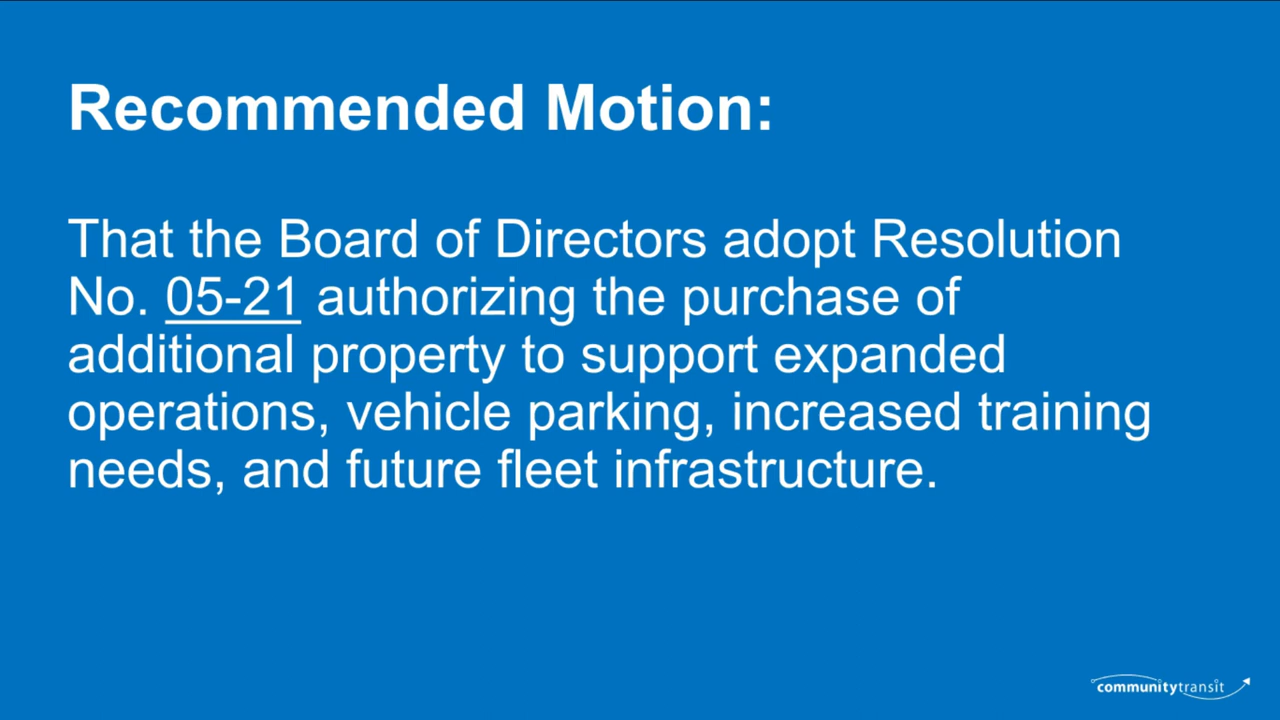 Recommended Motion:
That the Board of Directors adopt Resolution
No. 05-21 authorizing the purchase of
additional property to support expanded
operations, vehicle parking, increased training
needs, and future fleet infrastructure.
communitytransit